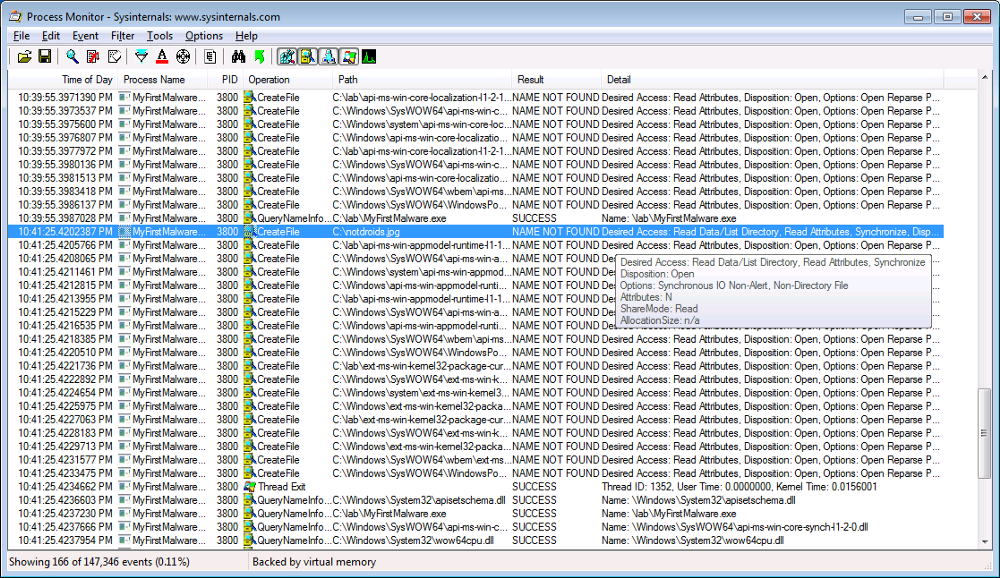 Process Monitor - Sysinternals: www.sysinternals.com
File Edit Event Filter Tools Options Help
Time of Day Process Name PID Operation Path Result Detail
10:39:55.3971390 PM MyFirstMalware... 3800 CreateFile C:\lab\api-ms-win-core-localization-l1-2-1... NAME NOT FOUND Desired Access: Read Attributes, Disposition: Open, Options: Open Reparse P...
10:39:55.3973537 PM MyFirstMalware... 3800 CreateFile C:\Windows\SysWOW64\api-ms-win-c... NAME NOT FOUND Desired Access: Read Attributes, Disposition: Open, Options: Open Reparse P...
10:39:55.3975600 PM MyFirstMalware... 3800 CreateFile C:\Windows\system\api-ms-win-core-loc... NAME NOT FOUND Desired Access: Read Attributes, Disposition: Open, Options: Open Reparse P...
10:39:55.3976807 PM MyFirstMalware... 3800 CreateFile C:\Windows\api-ms-win-core-localizatio... NAME NOT FOUND Desired Access: Read Attributes, Disposition: Open, Options: Open Reparse P...
10:39:55.3977972 PM MyFirstMalware... 3800 CreateFile C:\lab\api-ms-win-core-localization-l1-2-1... NAME NOT FOUND Desired Access: Read Attributes, Disposition: Open, Options: Open Reparse P...
10:39:55.3980136 PM MyFirstMalware... 3800 CreateFile C:\Windows\SysWOW64\api-ms-win-c... NAME NOT FOUND Desired Access: Read Attributes, Disposition: Open, Options: Open Reparse P...
10:39:55.3981513 PM MyFirstMalware... 3800 CreateFile C:\Windows\api-ms-win-core-localizatio... NAME NOT FOUND Desired Access: Read Attributes, Disposition: Open, Options: Open Reparse P...
10:39:55.3983418 PM MyFirstMalware... 3800 CreateFile C:\Windows\SysWOW64\wbem\api-ms... NAME NOT FOUND Desired Access: Read Attributes, Disposition: Open, Options: Open Reparse P...
10:39:55.3986137 PM MyFirstMalware... 3800 CreateFile C:\Windows\SysWOW64\WindowsPo... NAME NOT FOUND Desired Access: Read Attributes, Disposition: Open, Options: Open Reparse P...
10:39:55.3987028 PM MyFirstMalware... 3800 QueryNameInfo... C:\lab\MyFirstMalware.exe SUCCESS Name: \lab\MyFirstMalware.exe
10:41:25.4202387 PM MyFirstMalware... 3800 CreateFile C:\notdroids.jpg NAME NOT FOUND Desired Access: Read Data/List Directory, Read Attributes, Synchronize, Disp...
10:41:25.4205766 PM MyFirstMalware... 3800 CreateFile C:\lab\api-ms-win-appmodel-runtime-l1-1... NAME NOT FOUND Desired Access: Read Attributes, Disposition: Open, Options: Open Reparse P...
10:41:25.4208065 PM MyFirstMalware... 3800 CreateFile C:\Windows\SysWOW64\api-ms-win-a... NAME NOT FOUND
10:41:25.4211461 PM MyFirstMalware... 3800 CreateFile C:\Windows\system\api-ms-win-appmod... NAME NOT FOUND
10:41:25.4212815 PM MyFirstMalware... 3800 CreateFile C:\Windows\api-ms-win-appmodel-runti... NAME NOT FOUND
10:41:25.4213955 PM MyFirstMalware... 3800 CreateFile C:\lab\api-ms-win-appmodel-runtime-l1-1... NAME NOT FOUND
10:41:25.4215229 PM MyFirstMalware... 3800 CreateFile C:\Windows\SysWOW64\api-ms-win-a... NAME NOT FOUND
10:41:25.4216535 PM MyFirstMalware... 3800 CreateFile C:\Windows\api-ms-win-appmodel-runti... NAME NOT FOUND
Desired Access: Read Data/List Directory, Read Attributes, Synchronize
Disposition: Open
Options: Synchronous IO Non-Alert, Non-Directory File
Attributes: N
ShareMode: Read
AllocationSize: n/a
10:41:25.4218385 PM MyFirstMalware... 3800 CreateFile C:\Windows\SysWOW64\wbem\api-ms... NAME NOT FOUND Desired Access: Read Attributes, Disposition: Open, Options: Open Reparse P...
10:41:25.4220510 PM MyFirstMalware... 3800 CreateFile C:\Windows\SysWOW64\WindowsPo... NAME NOT FOUND Desired Access: Read Attributes, Disposition: Open, Options: Open Reparse P...
10:41:25.4221736 PM MyFirstMalware... 3800 CreateFile C:\lab\ext-ms-win-kernel32-package-cur... NAME NOT FOUND Desired Access: Read Attributes, Disposition: Open, Options: Open Reparse P...
10:41:25.4222892 PM MyFirstMalware... 3800 CreateFile C:\Windows\SysWOW64\ext-ms-win-k... NAME NOT FOUND Desired Access: Read Attributes, Disposition: Open, Options: Open Reparse P...
10:41:25.4224654 PM MyFirstMalware... 3800 CreateFile C:\Windows\system\ext-ms-win-kernel3... NAME NOT FOUND Desired Access: Read Attributes, Disposition: Open, Options: Open Reparse P...
10:41:25.4225975 PM MyFirstMalware... 3800 CreateFile C:\Windows\ext-ms-win-kernel32-packa... NAME NOT FOUND Desired Access: Read Attributes, Disposition: Open, Options: Open Reparse P...
10:41:25.4227063 PM MyFirstMalware... 3800 CreateFile C:\lab\ext-ms-win-kernel32-package-cur... NAME NOT FOUND Desired Access: Read Attributes, Disposition: Open, Options: Open Reparse P...
10:41:25.4228183 PM MyFirstMalware... 3800 CreateFile C:\Windows\SysWOW64\ext-ms-win-k... NAME NOT FOUND Desired Access: Read Attributes, Disposition: Open, Options: Open Reparse P...
10:41:25.4229713 PM MyFirstMalware... 3800 CreateFile C:\Windows\ext-ms-win-kernel32-packa... NAME NOT FOUND Desired Access: Read Attributes, Disposition: Open, Options: Open Reparse P...
10:41:25.4231577 PM MyFirstMalware... 3800 CreateFile C:\Windows\SysWOW64\wbem\ext-ms... NAME NOT FOUND Desired Access: Read Attributes, Disposition: Open, Options: Open Reparse P...
10:41:25.4233475 PM MyFirstMalware... 3800 CreateFile C:\Windows\SysWOW64\WindowsPo... NAME NOT FOUND Desired Access: Read Attributes, Disposition: Open, Options: Open Reparse P...
10:41:25.4234662 PM MyFirstMalware... 3800 Thread Exit SUCCESS Thread ID: 1352, User Time: 0.0000000, Kernel Time: 0.0156001
10:41:25.4236603 PM MyFirstMalware... 3800 QueryNameInfo... C:\Windows\System32\apisetschema.dll SUCCESS Name: \Windows\System32\apisetschema.dll
10:41:25.4237230 PM MyFirstMalware... 3800 QueryNameInfo... C:\lab\MyFirstMalware.exe SUCCESS Name: \lab\MyFirstMalware.exe
10:41:25.4237666 PM MyFirstMalware... 3800 QueryNameInfo... C:\Windows\SysWOW64\api-ms-win-c... SUCCESS Name: \Windows\SysWOW64\api-ms-win-core-synch-l1-2-0.dll
10:41:25.4237954 PM MyFirstMalware... 3800 QueryNameInfo... C:\Windows\System32\wow64cpu.dll SUCCESS Name: \Windows\System32\wow64cpu.dll
Showing 166 of 147,346 events (0.11%) Backed by virtual memory